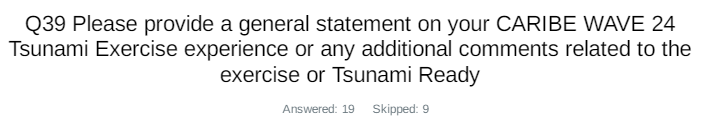 Q39 Please provide a general statement on your CARIBE WAVE 24
Tsunami Exercise experience or any additional comments related to the
exercise or Tsunami Ready
Answered: 19 Skipped: 9